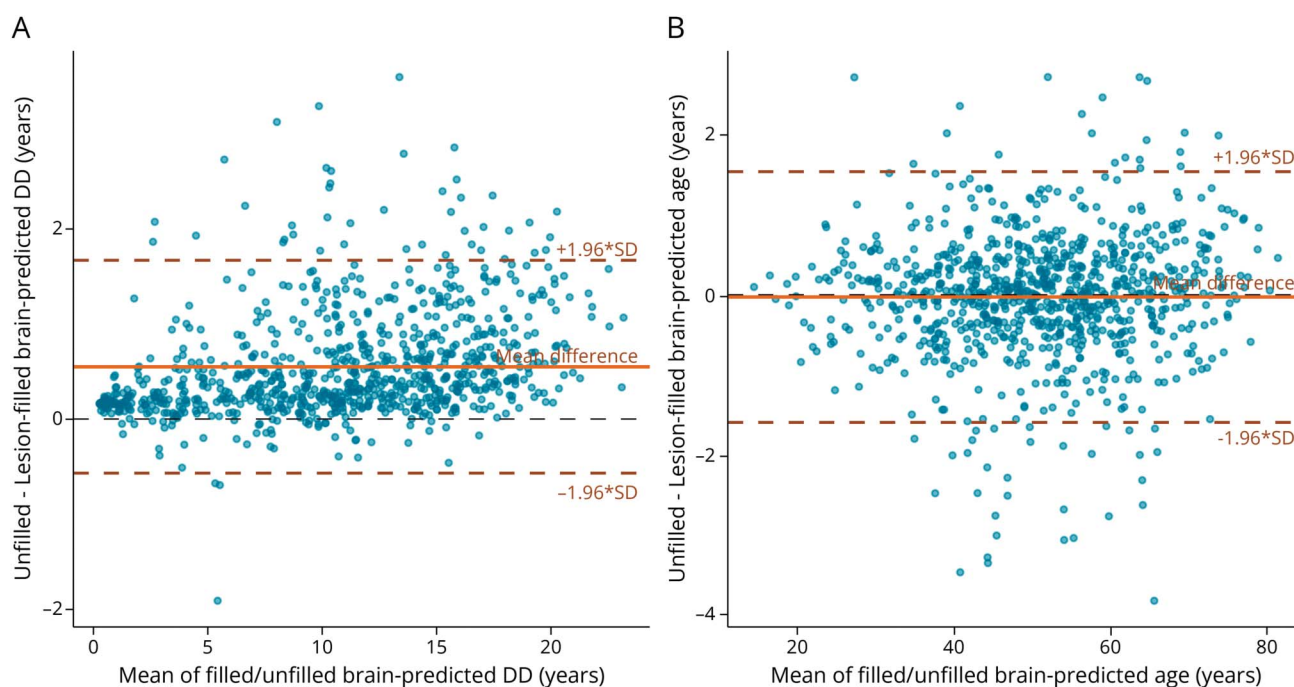 A
Unfilled - Lesion-filled brain-predicted DD (years)
2
0
–2
+1.96*SD
Mean difference
–1.96*SD
0 5 10 15 20
Mean of filled/unfilled brain-predicted DD (years)
B
Unfilled - Lesion-filled brain-predicted age (years)
2
0
–2
–4
+1.96*SD
Mean difference
-1.96*SD
20 40 60 80
Mean of filled/unfilled brain-predicted age (years)